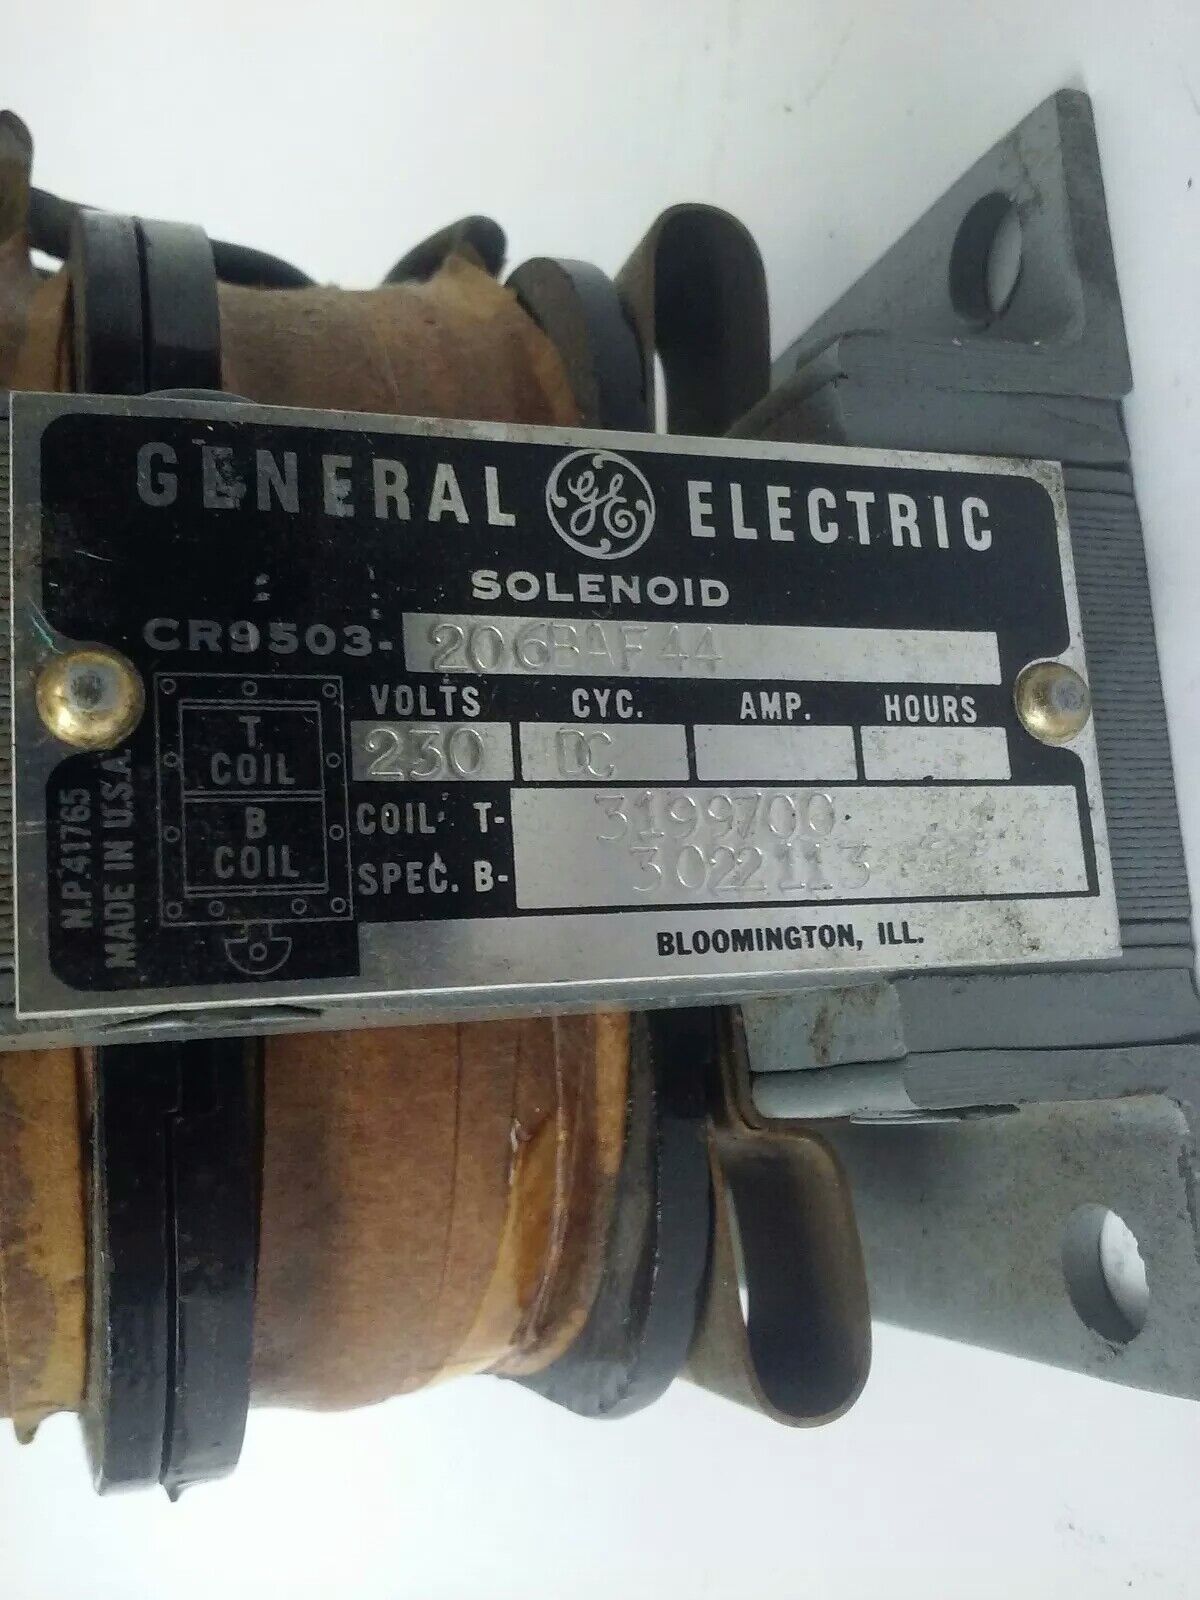 GENERAL GE ELECTRIC
SOLENOID
CR9503- 206BAF44
VOLTS CYC. AMP. HOURS
230 DC
T COIL
B COIL
COIL T- 3199700
SPEC. B- 3022113
BLOOMINGTON, ILL.
N.P.41765
MADE IN U.S.A.